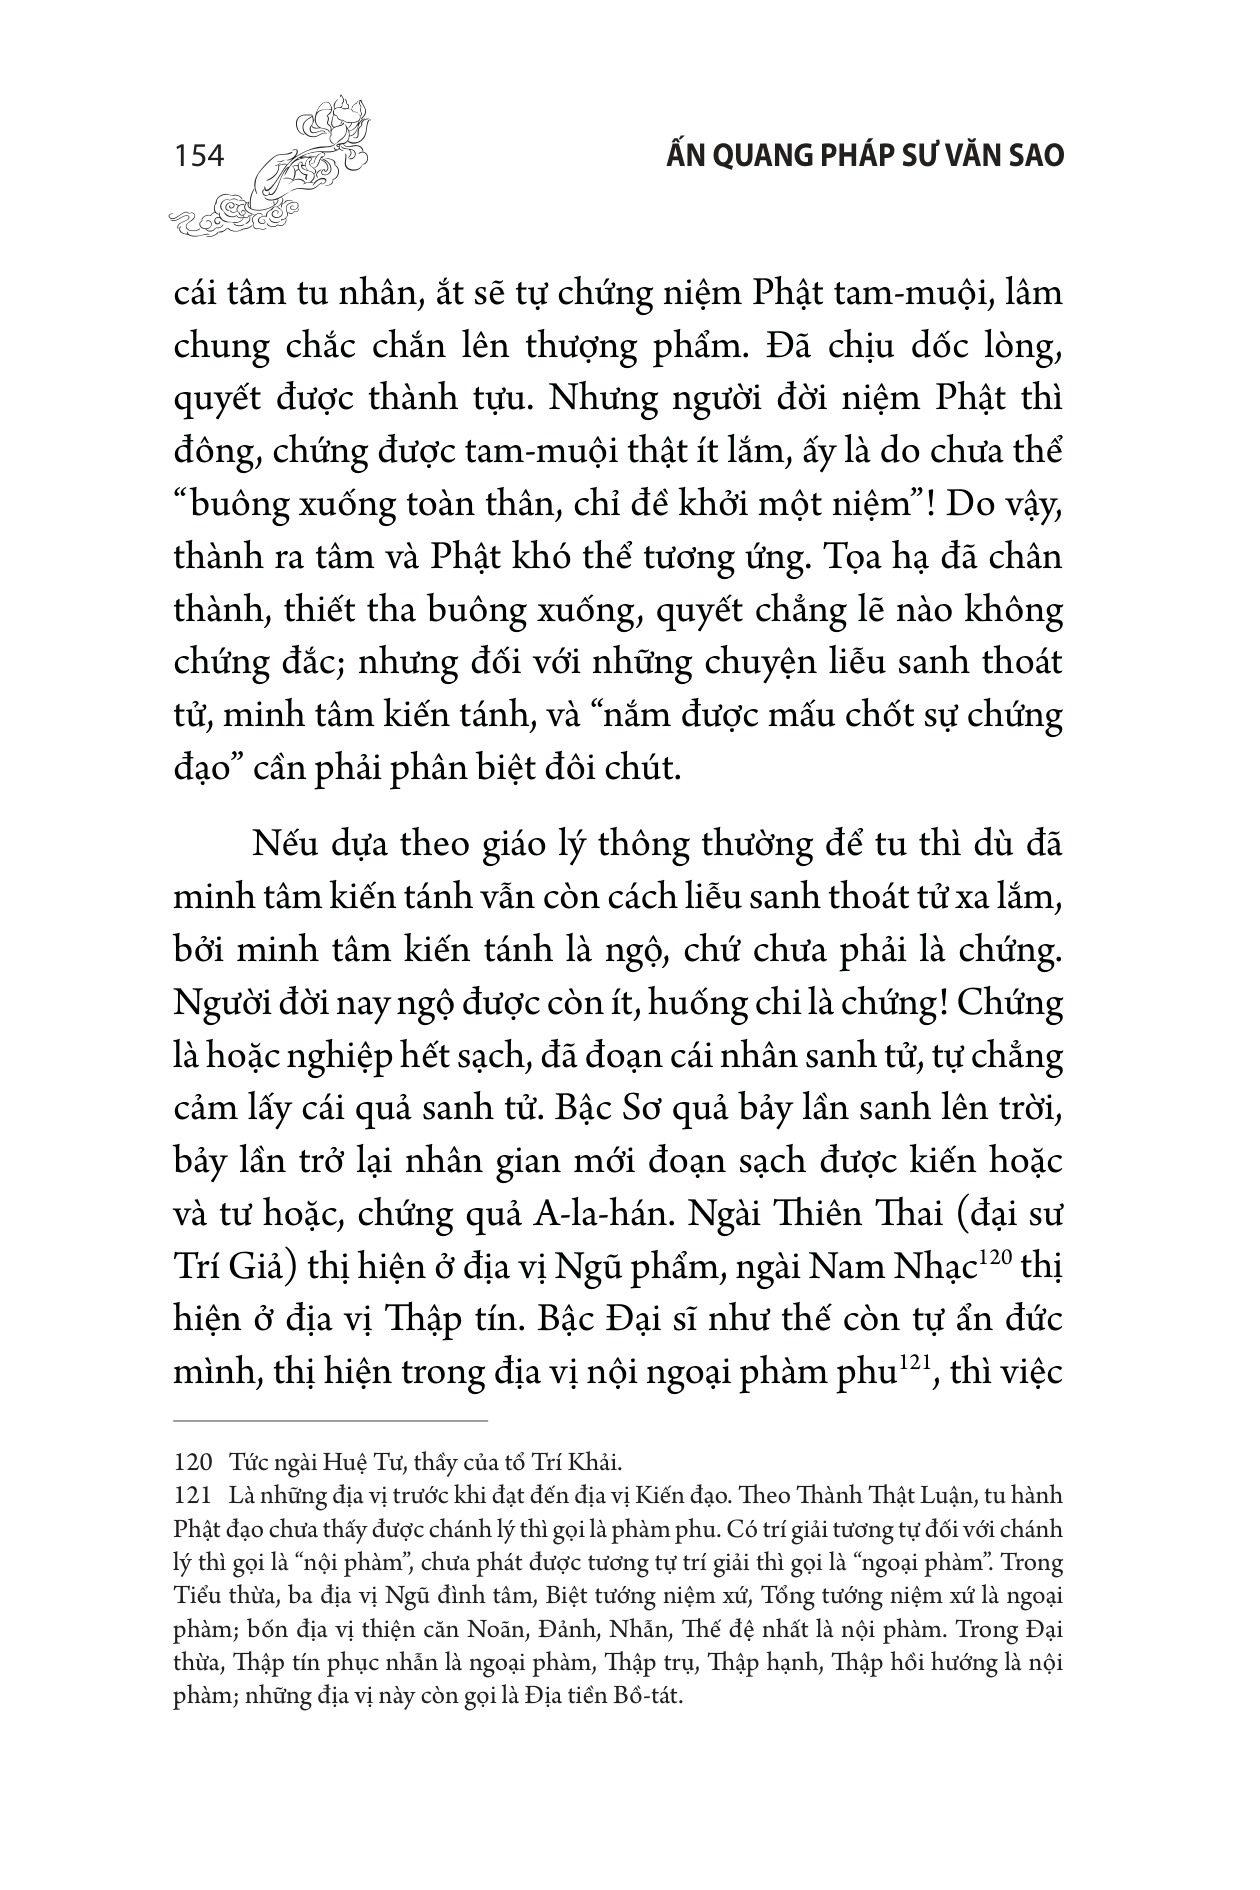 154
ẤN QUANG PHÁP SƯ VĂN SAO
cái tâm tu nhân, ắt sẽ tự chứng niệm Phật tam-muội, lâm
chung chắc chắn lên thượng phẩm. Đã chịu dốc lòng,
quyết được thành tựu. Nhưng người đời niệm Phật thì
đông, chứng được tam-muội thật ít lắm, ấy là do chưa thể
“buông xuống toàn thân, chỉ đề khởi một niệm”! Do vậy,
thành ra tâm và Phật khó thể tương ứng. Tọa hạ đã chân
thành, thiết tha buông xuống, quyết chẳng lẽ nào không
chứng đắc; nhưng đối với những chuyện liễu sanh thoát
tử, minh tâm kiến tánh, và “nắm được mấu chốt sự chứng
đạo” cần phải phân biệt đôi chút.
Nếu dựa theo giáo lý thông thường để tu thì dù đã
minh tâm kiến tánh vẫn còn cách liễu sanh thoát tử xa lắm,
bởi minh tâm kiến tánh là ngộ, chứ chưa phải là chứng.
Người đời nay ngộ được còn ít, huống chi là chứng! Chứng
là hoặc nghiệp hết sạch, đã đoạn cái nhân sanh tử, tự chẳng
cảm lấy cái quả sanh tử. Bậc Sơ quả bảy lần sanh lên trời,
bảy lần trở lại nhân gian mới đoạn sạch được kiến hoặc
và tư hoặc, chứng quả A-la-hán. Ngài Thiên Thai (đại sư
Trí Giả) thị hiện ở địa vị Ngũ phẩm, ngài Nam Nhạc120 thị
hiện ở địa vị Thập tín. Bậc Đại sĩ như thế còn tự ẩn đức
mình, thị hiện trong địa vị nội ngoại phàm phu121, thì việc
120 Tức ngài Huệ Tư, thầy của tổ Trí Khải.
121 Là những địa vị trước khi đạt đến địa vị Kiến đạo. Theo Thành Thật Luận, tu hành
Phật đạo chưa thấy được chánh lý thì gọi là phàm phu. Có trí giải tương tự đối với chánh
lý thì gọi là “nội phàm”, chưa phát được tương tự trí giải thì gọi là “ngoại phàm”. Trong
Tiểu thừa, ba địa vị Ngũ đình tâm, Biệt tướng niệm xứ, Tổng tướng niệm xứ là ngoại
phàm; bốn địa vị thiện căn Noãn, Đảnh, Nhẫn, Thế đệ nhất là nội phàm. Trong Đại
thừa, Thập tín phục nhẫn là ngoại phàm, Thập trụ, Thập hạnh, Thập hồi hướng là nội
phàm; những địa vị này còn gọi là Địa tiền Bồ-tát.